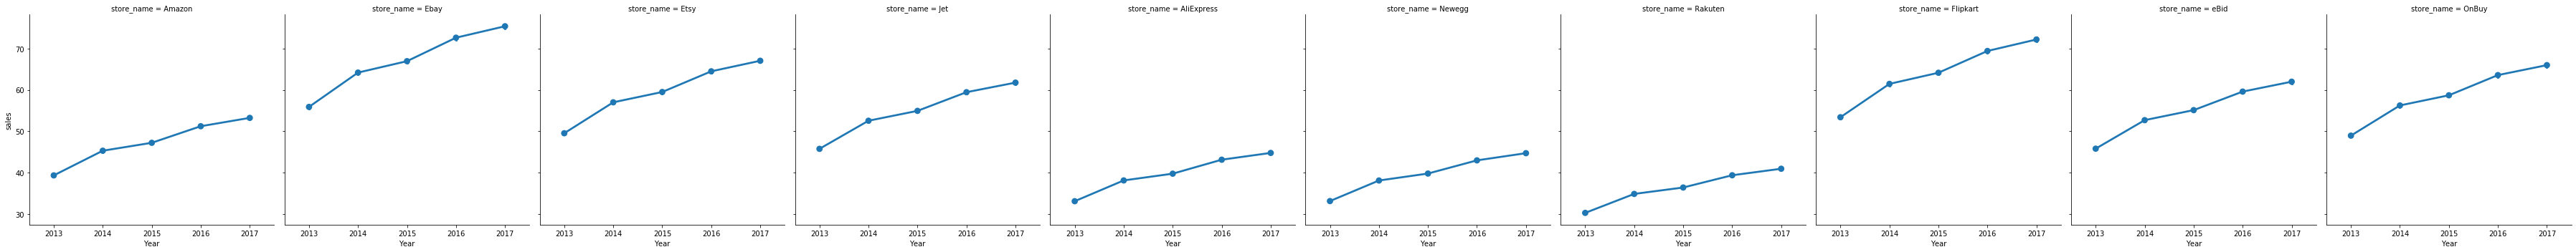 store_name = Amazon
store_name = Ebay
store_name = Etsy
store_name = Jet
store_name = AliExpress
store_name = Newegg
store_name = Rakuten
store_name = Flipkart
store_name = eBid
store_name = OnBuy
sales
70
60
50
40
30
2013 2014 2015 2016 2017
2013 2014 2015 2016 2017
2013 2014 2015 2016 2017
2013 2014 2015 2016 2017
2013 2014 2015 2016 2017
2013 2014 2015 2016 2017
2013 2014 2015 2016 2017
2013 2014 2015 2016 2017
2013 2014 2015 2016 2017
2013 2014 2015 2016 2017
Year
Year
Year
Year
Year
Year
Year
Year
Year
Year